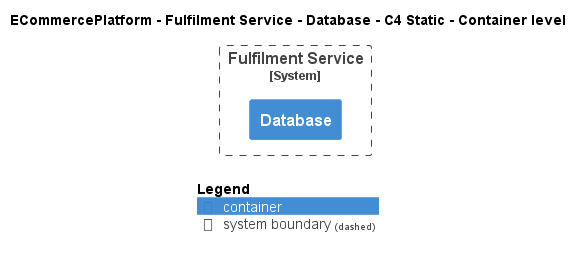 ECommercePlatform - Fulfilment Service - Database - C4 Static - Container level
Fulfilment Service
[System]
Database
Legend
container
system boundary (dashed)